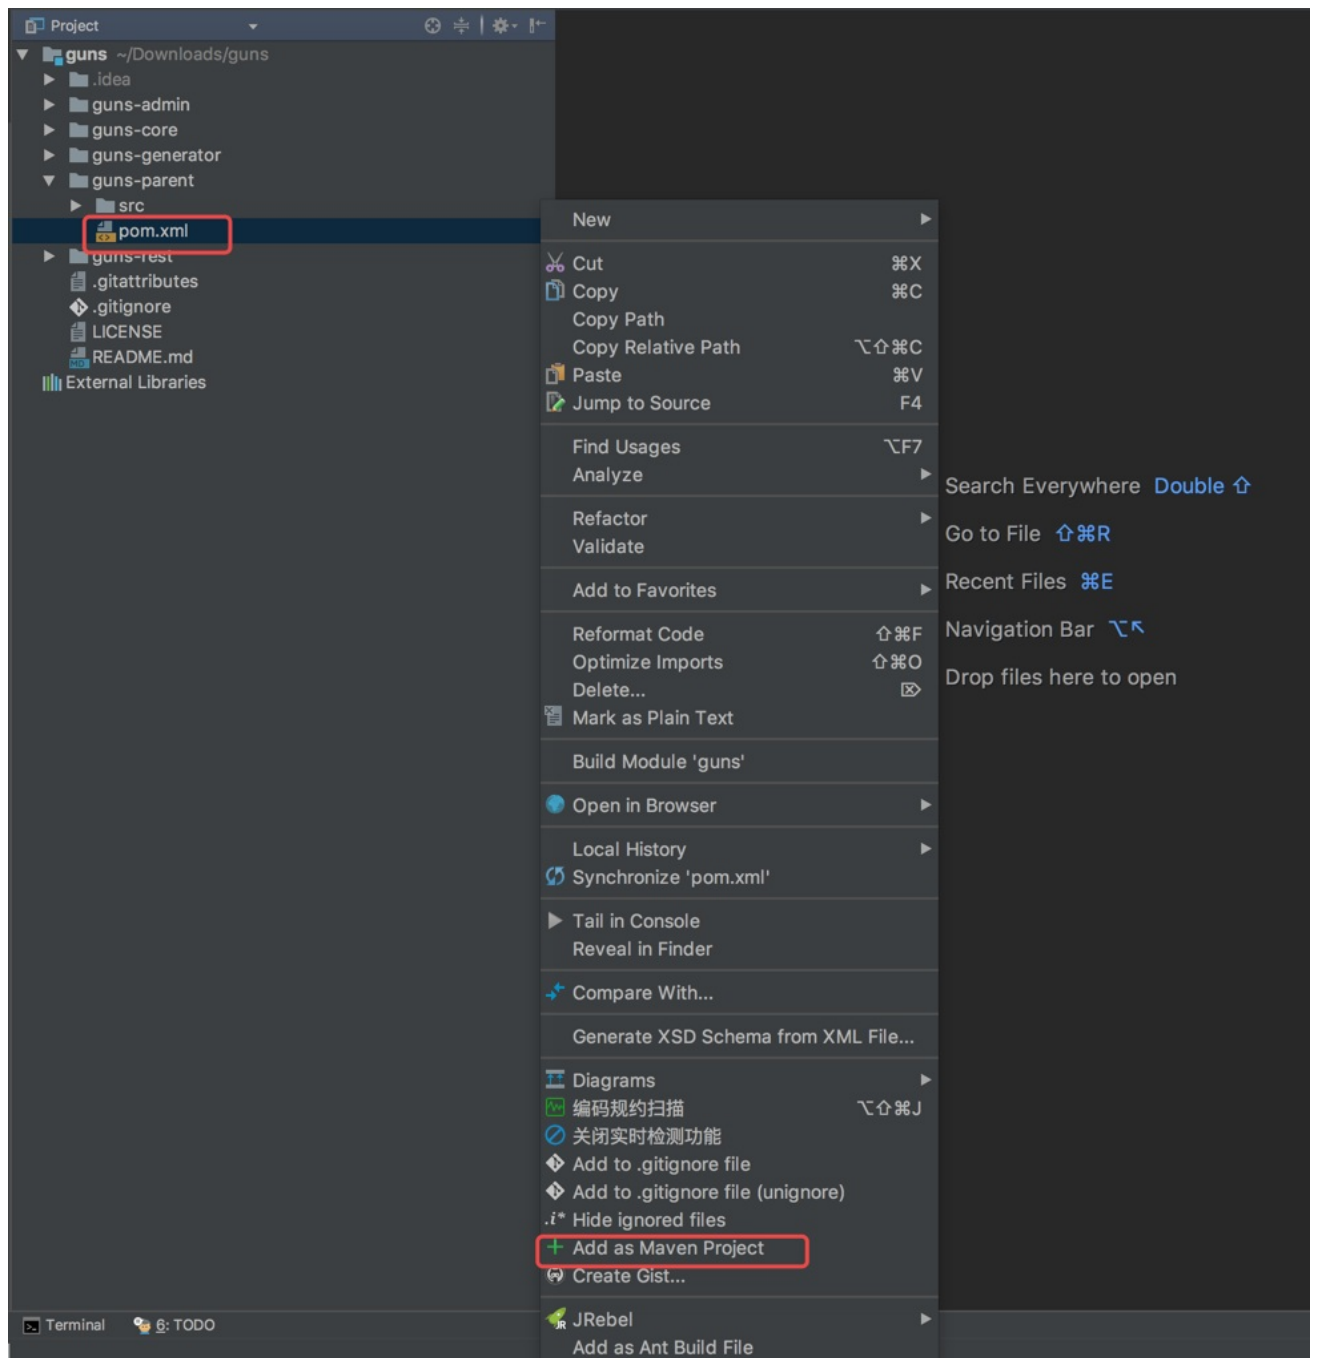 Project
guns ~/Downloads/guns
.idea
guns-admin
guns-core
guns-generator
guns-parent
src
pom.xml
guns-rest
.gitattributes
.gitignore
LICENSE
README.md
External Libraries
New
Cut ⌘X
Copy ⌘C
Copy Path
Copy Relative Path ⌥⇧⌘C
Paste ⌘V
Jump to Source F4
Find Usages ⌥F7
Analyze
Refactor
Validate
Add to Favorites
Reformat Code ⇧⌘F
Optimize Imports ⇧⌘O
Delete... ⌦
Mark as Plain Text
Build Module 'guns'
Open in Browser
Local History
Synchronize 'pom.xml'
Tail in Console
Reveal in Finder
Compare With...
Generate XSD Schema from XML File...
Diagrams
编码规约扫描 ⌥⇧⌘J
关闭实时检测功能
Add to .gitignore file
Add to .gitignore file (unignore)
.i* Hide ignored files
Add as Maven Project
Create Gist...
JR JRebel
Add as Ant Build File
Search Everywhere Double ⇧
Go to File ⇧⌘R
Recent Files ⌘E
Navigation Bar ⌥↖
Drop files here to open
Terminal
6: TODO